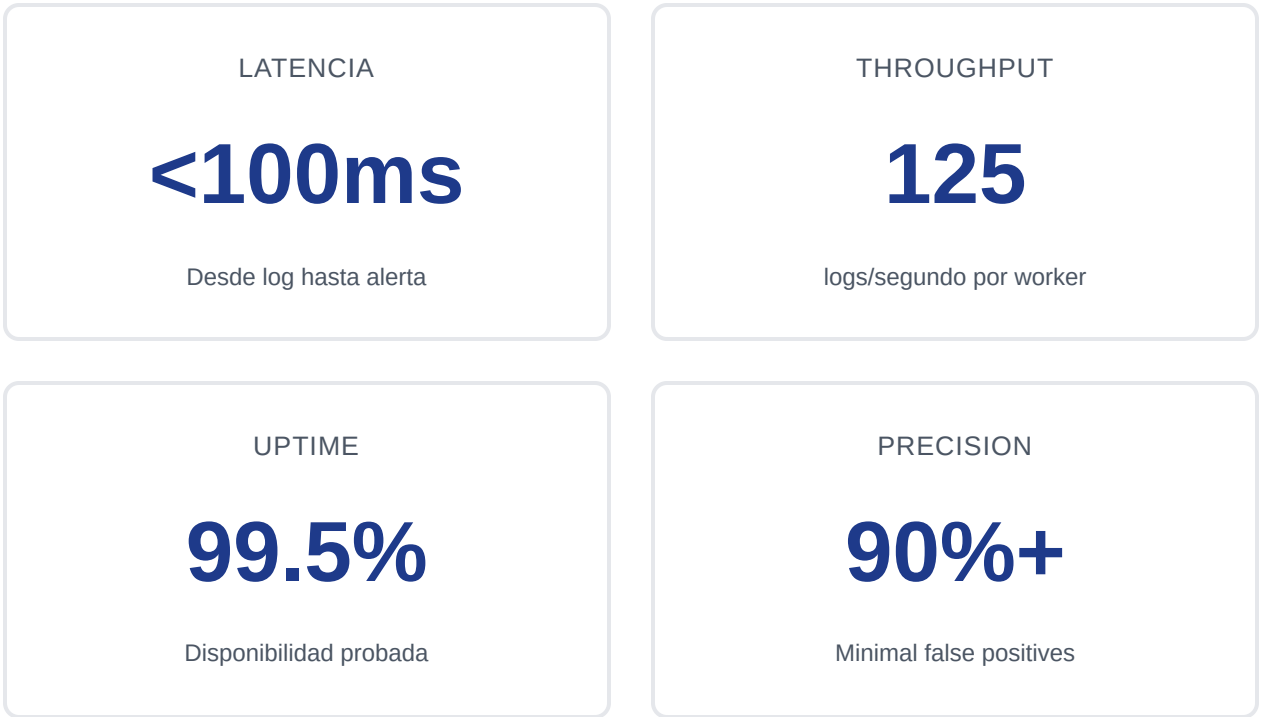 LATENCIA
<100ms
Desde log hasta alerta
THROUGHPUT
125
logs/segundo por worker
UPTIME
99.5%
Disponibilidad probada
PRECISION
90%+
Minimal false positives